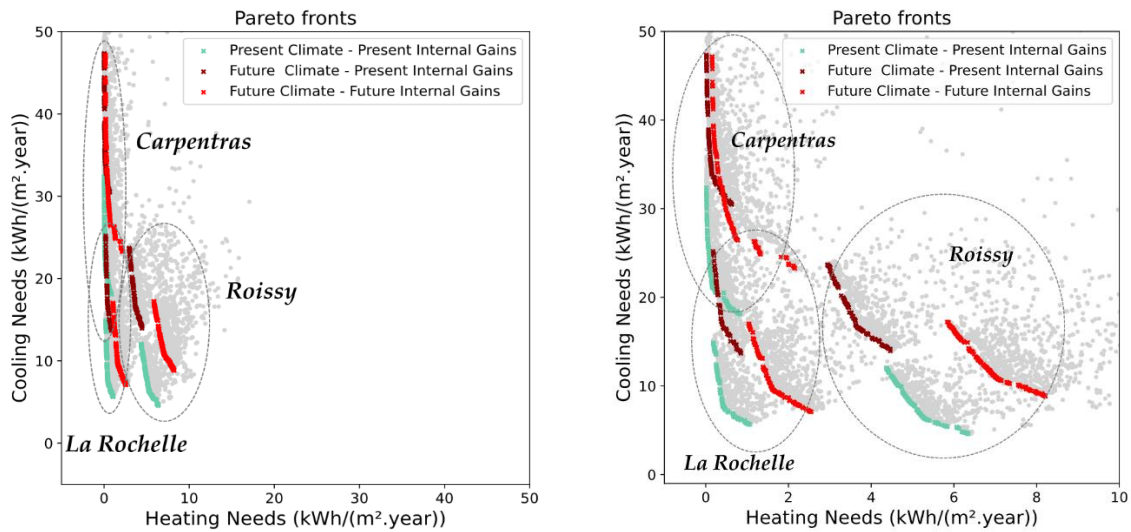 Pareto fronts
50
40
30
20
10
0
Cooling Needs (kWh/(m².year))
Present Climate - Present Internal Gains
Future  Climate - Present Internal Gains
Future Climate - Future Internal Gains
Carpentras
Roissy
La Rochelle
0 10 20 30 40 50
Heating Needs (kWh/(m².year))
Pareto fronts
50
40
30
20
10
0
Cooling Needs (kWh/(m².year))
Present Climate - Present Internal Gains
Future  Climate - Present Internal Gains
Future Climate - Future Internal Gains
Carpentras
Roissy
La Rochelle
0 2 4 6 8 10
Heating Needs (kWh/(m².year))